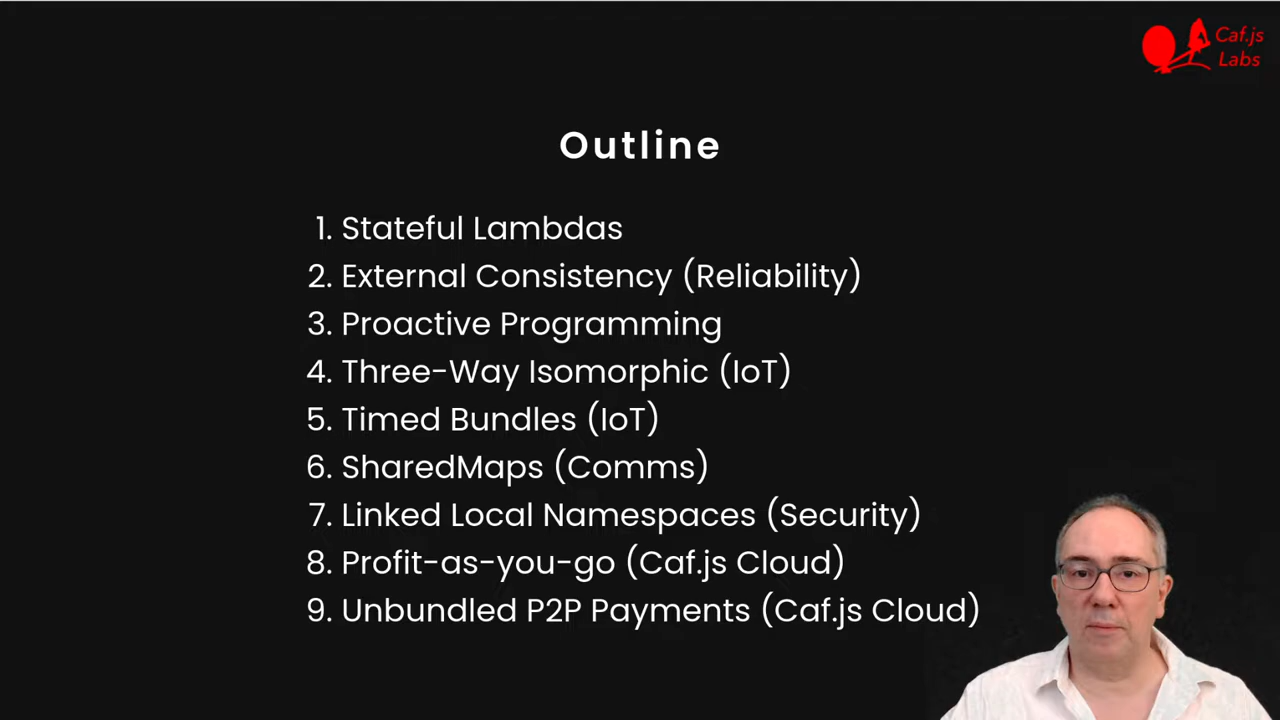 Caf.js
Labs
Outline
1. Stateful Lambdas
2. External Consistency (Reliability)
3. Proactive Programming
4. Three-Way Isomorphic (IoT)
5. Timed Bundles (IoT)
6. SharedMaps (Comms)
7. Linked Local Namespaces (Security)
8. Profit-as-you-go (Caf.js Cloud)
9. Unbundled P2P Payments (Caf.js Cloud)